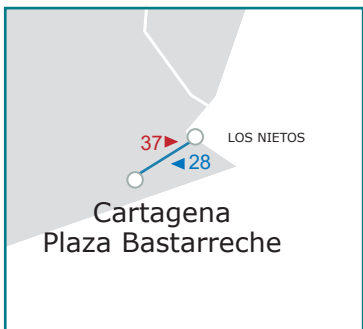 37►
LOS NIETOS
◄28
Cartagena
Plaza Bastarreche